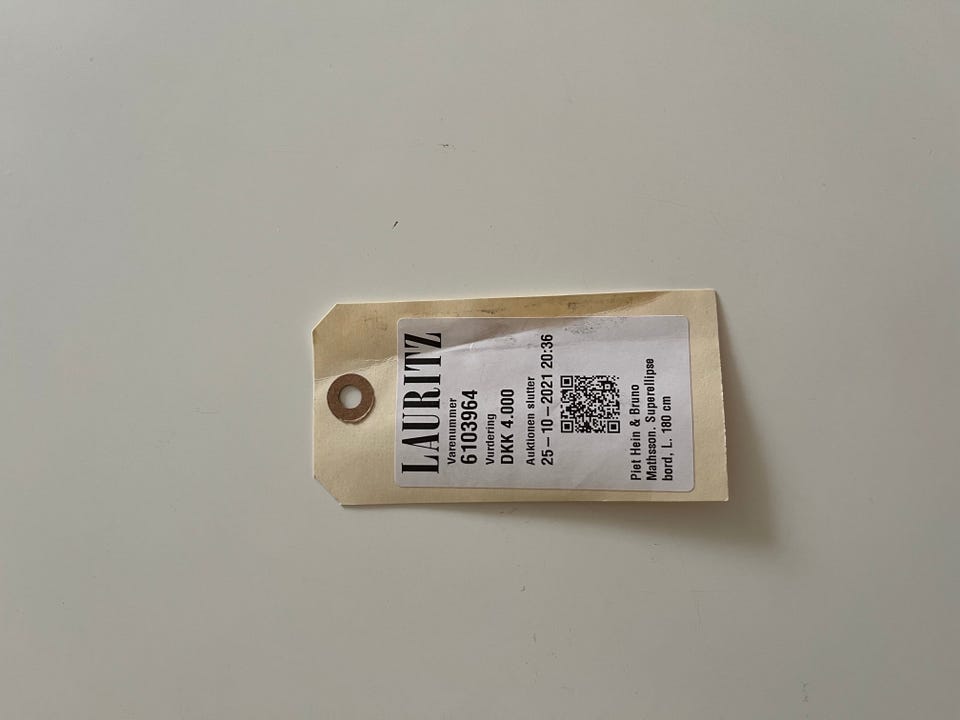 LAURITZ
Varenummer
6103964
Vurdering
DKK 4.000
Auktionen slutter
25 – 10 – 2021 20:36
Piet Hein & Bruno
Mathsson. Superellipse
bord, L. 180 cm